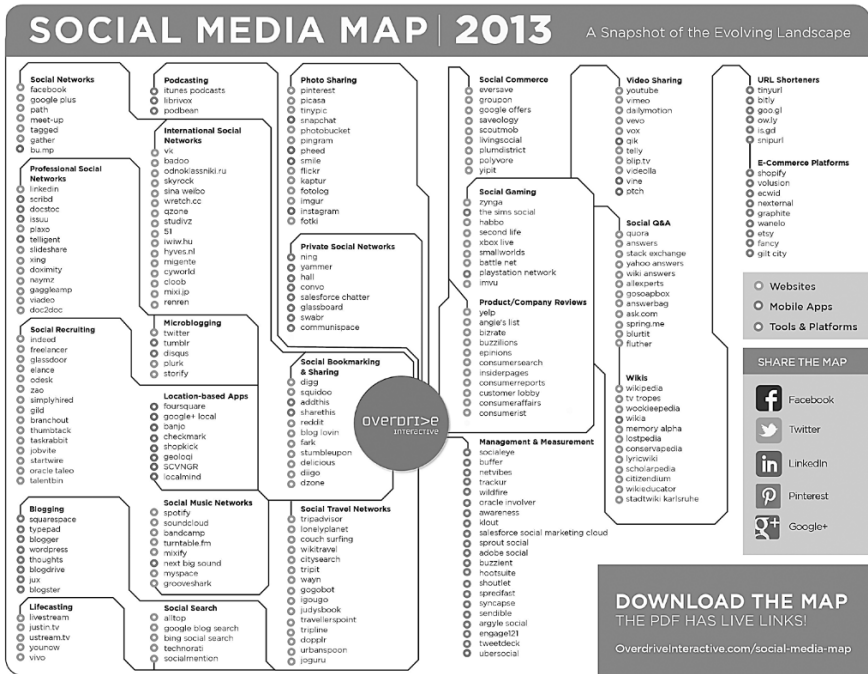 SOCIAL MEDIA MAP | 2013
A Snapshot of the Evolving Landscape
Social Networks
facebook
google plus
path
meet-up
tagged
gather
bu.mp
Professional Social
Networks
linkedin
scribd
docstoc
issuu
plaxo
telligent
slideshare
xing
doximity
naymz
gaggleamp
viadeo
doc2doc
Social Recruiting
indeed
freelancer
glassdoor
elance
odesk
zao
simplyhired
gild
branchout
thumbtack
taskrabbit
jobvite
startwire
oracle taleo
talentbin
Blogging
squarespace
typepad
blogger
wordpress
thoughts
blogdrive
jux
blogster
Lifecasting
livestream
justin.tv
ustream.tv
younow
vivo
Podcasting
itunes podcasts
librivox
podbean
International Social
Networks
vk
badoo
odnoklassniki.ru
skyrock
sina weibo
wretch.cc
qzone
studivz
51
iwiw.hu
hyves.nl
migente
cyworld
cloob
mixi.jp
renren
Microblogging
twitter
tumblr
disqus
plurk
storify
Location-based Apps
foursquare
google+ local
banjo
checkmark
shopkick
geoloqi
SCVNGR
localmind
Social Music Networks
spotify
soundcloud
bandcamp
turntable.fm
mixify
next big sound
myspace
grooveshark
Social Search
alltop
google blog search
bing social search
technorati
socialmention
Photo Sharing
pinterest
picasa
tinypic
snapchat
photobucket
pingram
pheed
smile
flickr
kaptur
fotolog
imgur
instagram
fotki
Private Social Networks
ning
yammer
hall
convo
salesforce chatter
glassboard
swabr
communispace
Social Bookmarking
& Sharing
digg
squidoo
addthis
sharethis
reddit
blog lovin
fark
stumbleupon
delicious
diigo
dzone
Social Travel Networks
tripadvisor
lonelyplanet
couch surfing
wikitravel
citysearch
tripit
wayn
gogobot
igougo
judysbook
travellerspoint
tripline
dopplr
urbanspoon
joguru
overdrive
interactive
Social Commerce
eversave
groupon
google offers
saveology
scoutmob
livingsocial
plumdistrict
polyvore
yipit
Social Gaming
zynga
the sims social
habbo
second life
xbox live
smallworlds
battle net
playstation network
imvu
Product/Company Reviews
yelp
angie's list
bizrate
buzzilions
epinions
consumersearch
insiderpages
consumerreports
customer lobby
consumeraffairs
consumerist
Management & Measurement
socialeye
buffer
netvibes
trackur
wildfire
oracle involver
awareness
klout
salesforce social marketing cloud
sprout social
adobe social
buzzient
hootsuite
shoutlet
spredfast
syncapse
sendible
argyle social
engage121
tweetdeck
ubersocial
Video Sharing
youtube
vimeo
dailymotion
vevo
vox
qik
telly
blip.tv
videolla
vine
ptch
Social Q&A
quora
answers
stack exchange
yahoo answers
wiki answers
allexperts
gosoapbox
answerbag
ask.com
spring.me
blurtit
fluther
Wikis
wikipedia
tv tropes
wookieepedia
wikia
memory alpha
lostpedia
conservapedia
lyricwiki
scholarpedia
citizendium
wikieducator
stadtwiki karlsruhe
URL Shorteners
tinyurl
bitly
goo.gl
ow.ly
is.gd
snipurl
E-Commerce Platforms
shopify
volusion
ecwid
nexternal
graphite
wanelo
etsy
fancy
gilt city
Websites
Mobile Apps
Tools & Platforms
SHARE THE MAP
Facebook
Twitter
LinkedIn
Pinterest
Google+
DOWNLOAD THE MAP
THE PDF HAS LIVE LINKS!
OverdriveInteractive.com/social-media-map